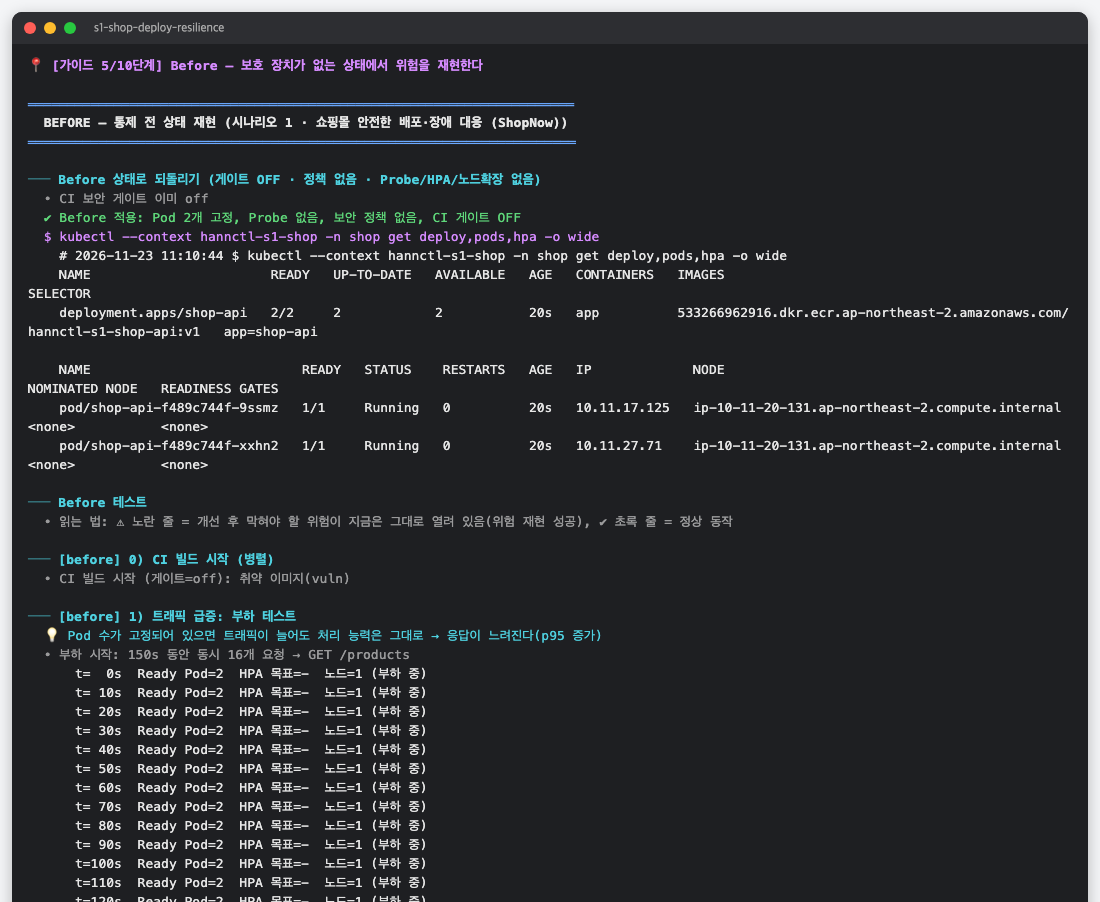 s1-shop-deploy-resilience
📍 [가이드 5/10단계] Before — 보호 장치가 없는 상태에서 위험을 재현한다
BEFORE — 통제 전 상태 재현 (시나리오 1 · 쇼핑몰 안전한 배포·장애 대응 (ShopNow))
── Before 상태로 되돌리기 (게이트 OFF · 정책 없음 · Probe/HPA/노드확장 없음)
• CI 보안 게이트 이미 off
✔ Before 적용: Pod 2개 고정, Probe 없음, 보안 정책 없음, CI 게이트 OFF
$ kubectl --context hannctl-s1-shop -n shop get deploy,pods,hpa -o wide
# 2026-11-23 11:10:44 $ kubectl --context hannctl-s1-shop -n shop get deploy,pods,hpa -o wide
NAME READY UP-TO-DATE AVAILABLE AGE CONTAINERS IMAGES
SELECTOR
deployment.apps/shop-api 2/2 2 2 20s app 533266962916.dkr.ecr.ap-northeast-2.amazonaws.com/
hannctl-s1-shop-api:v1 app=shop-api
NAME READY STATUS RESTARTS AGE IP NODE
NOMINATED NODE READINESS GATES
pod/shop-api-f489c744f-9ssmz 1/1 Running 0 20s 10.11.17.125 ip-10-11-20-131.ap-northeast-2.compute.internal
<none> <none>
pod/shop-api-f489c744f-xxhn2 1/1 Running 0 20s 10.11.27.71 ip-10-11-20-131.ap-northeast-2.compute.internal
<none> <none>
── Before 테스트
• 읽는 법: ⚠ 노란 줄 = 개선 후 막혀야 할 위험이 지금은 그대로 열려 있음(위험 재현 성공), ✔ 초록 줄 = 정상 동작
── [before] 0) CI 빌드 시작 (병렬)
• CI 빌드 시작 (게이트=off): 취약 이미지(vuln)
── [before] 1) 트래픽 급증: 부하 테스트
💡 Pod 수가 고정되어 있으면 트래픽이 늘어도 처리 능력은 그대로 → 응답이 느려진다(p95 증가)
• 부하 시작: 150s 동안 동시 16개 요청 → GET /products
t= 0s Ready Pod=2 HPA 목표=— 노드=1 (부하 중)
t= 10s Ready Pod=2 HPA 목표=— 노드=1 (부하 중)
t= 20s Ready Pod=2 HPA 목표=— 노드=1 (부하 중)
t= 30s Ready Pod=2 HPA 목표=— 노드=1 (부하 중)
t= 40s Ready Pod=2 HPA 목표=— 노드=1 (부하 중)
t= 50s Ready Pod=2 HPA 목표=— 노드=1 (부하 중)
t= 60s Ready Pod=2 HPA 목표=— 노드=1 (부하 중)
t= 70s Ready Pod=2 HPA 목표=— 노드=1 (부하 중)
t= 80s Ready Pod=2 HPA 목표=— 노드=1 (부하 중)
t= 90s Ready Pod=2 HPA 목표=— 노드=1 (부하 중)
t=100s Ready Pod=2 HPA 목표=— 노드=1 (부하 중)
t=110s Ready Pod=2 HPA 목표=— 노드=1 (부하 중)
t=120s Ready Pod=2 HPA 목표=— 노드=1 (부하 중)